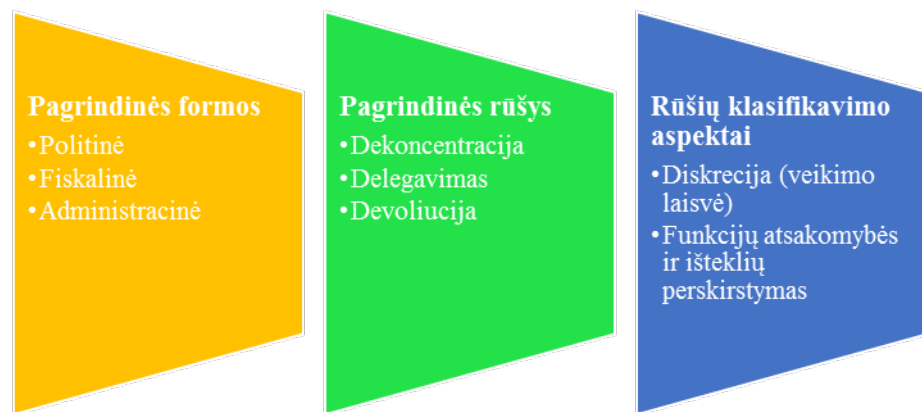 Pagrindinės formos
•Politinė
•Fiskalinė
•Administracinė
Pagrindinės rūšys
•Dekoncentracija
•Delegavimas
•Devoliucija
Rūšių klasifikavimo
aspektai
•Diskrecija (veikimo
laisvė)
•Funkcijų atsakomybės
ir išteklių
perskirstymas